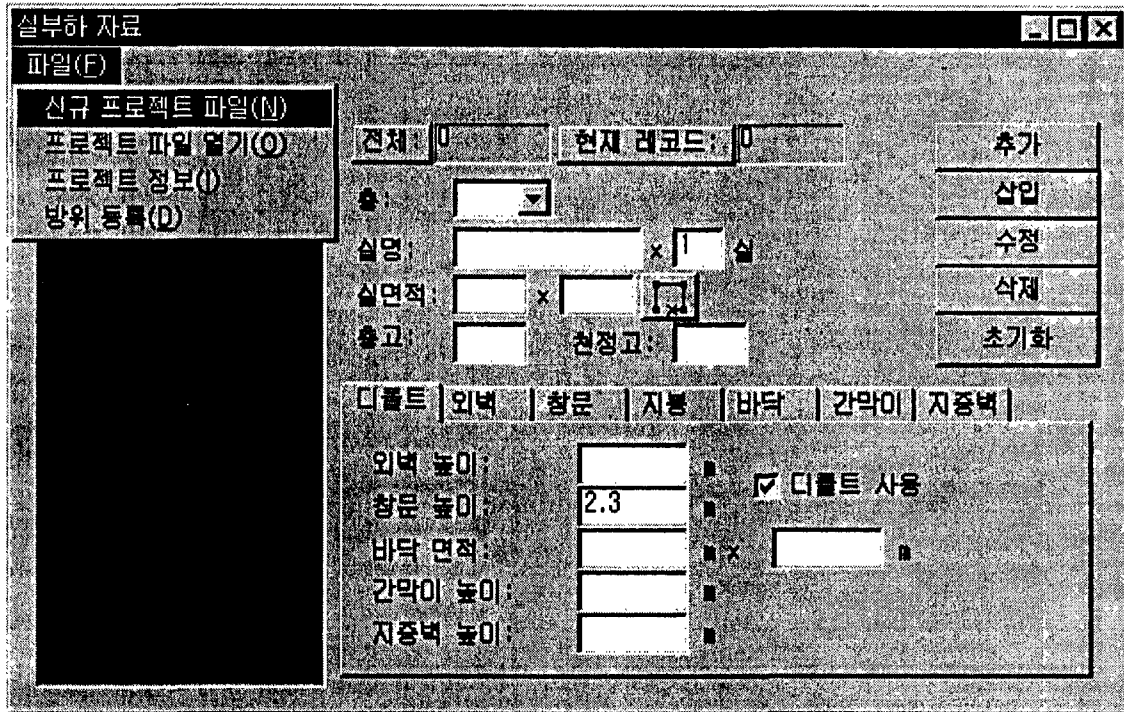 실부하 자료
파일(F)
신규 프로젝트 파일(N)
프로젝트 파일 열기(O)
프로젝트 정보(I)
방위 등록(D)
전체: 0 현재 레코드: 0
층:
실명: x 1 실
실면적: x
층고: 천정고:
추가
삽입
수정
삭제
초기화
디폴트 외벽 창문 지붕 바닥 간막이 지중벽
외벽 높이: m
창문 높이: 2.3 m
바닥 면적: m x m
간막이 높이: m
지중벽 높이: m
디폴트 사용